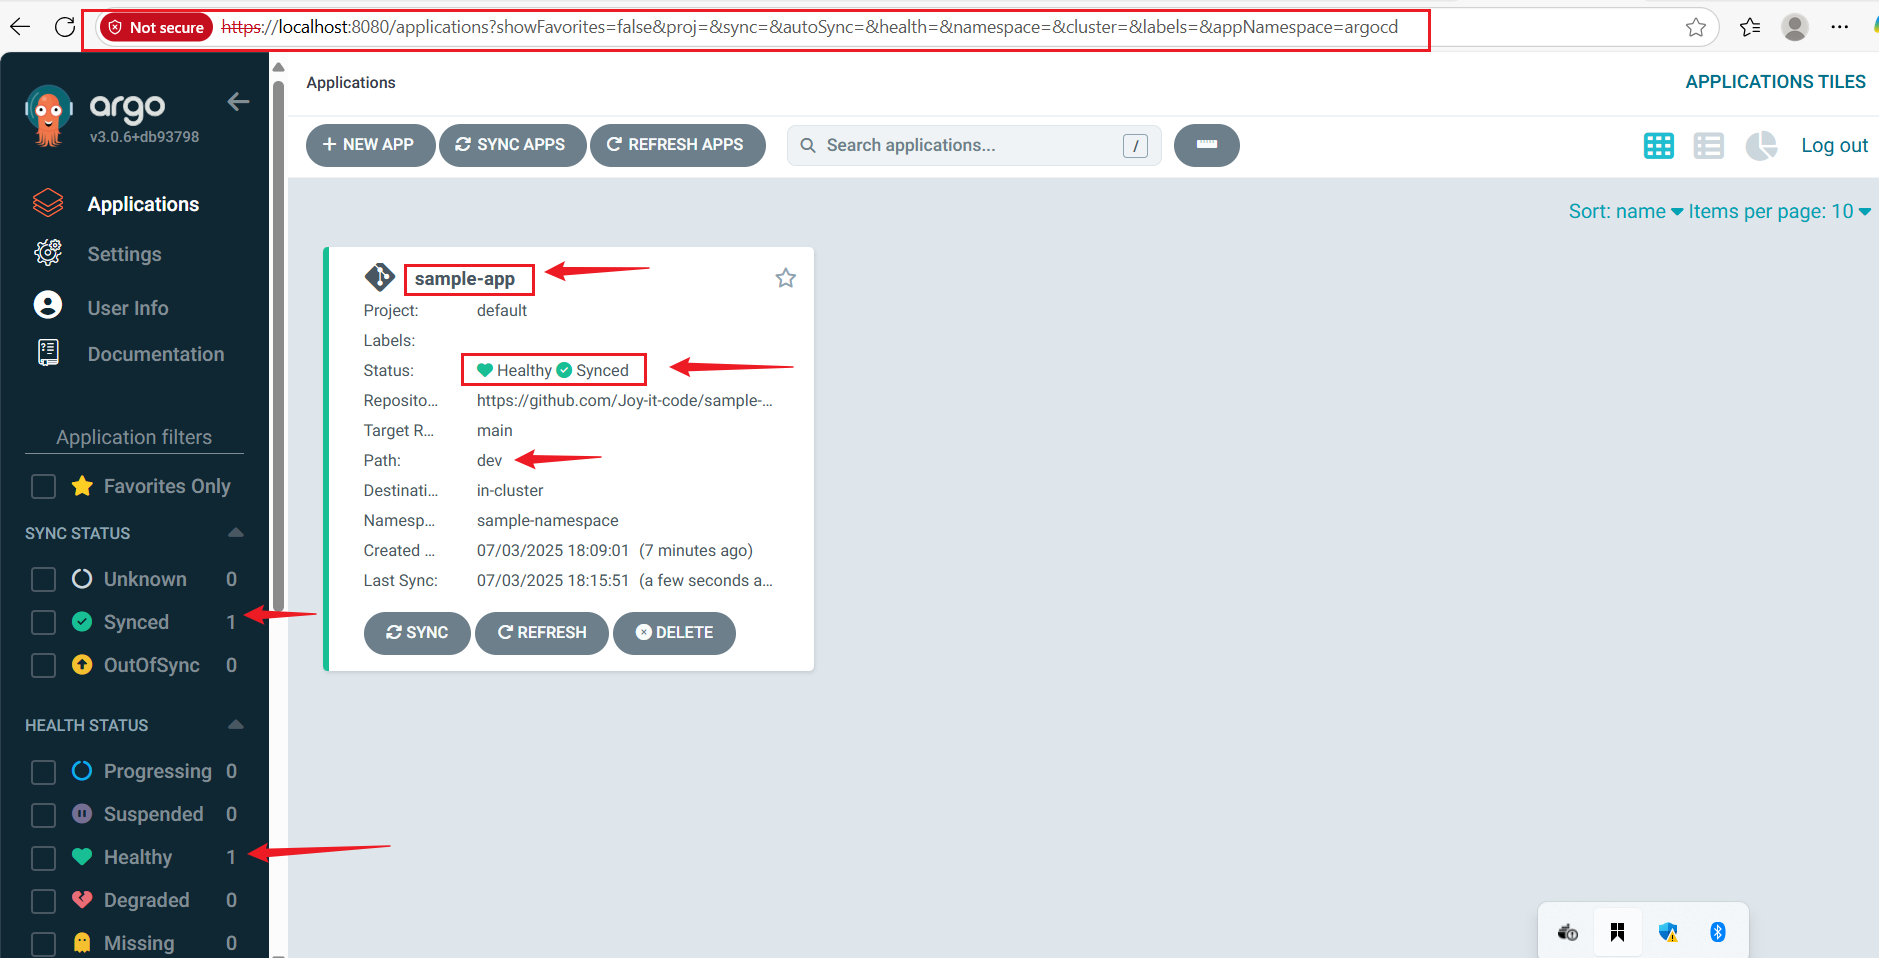 Not secure https://localhost:8080/applications?showFavorites=false&proj=&sync=&autoSync=&health=&namespace=&cluster=&labels=&appNamespace=argocd
argo
v3.0.6+db93798
Applications
Settings
User Info
Documentation
Application filters
Favorites Only
SYNC STATUS
Unknown 0
Synced 1
OutOfSync 0
HEALTH STATUS
Progressing 0
Suspended 0
Healthy 1
Degraded 0
Missing 0
Applications
APPLICATIONS TILES
+ NEW APP
SYNC APPS
REFRESH APPS
Search applications...
/
Log out
Sort: name
Items per page: 10
sample-app
Project: default
Labels:
Status: Healthy Synced
Reposito... https://github.com/Joy-it-code/sample-...
Target R... main
Path: dev
Destinati... in-cluster
Namesp... sample-namespace
Created ... 07/03/2025 18:09:01 (7 minutes ago)
Last Sync: 07/03/2025 18:15:51 (a few seconds a...
SYNC
REFRESH
DELETE